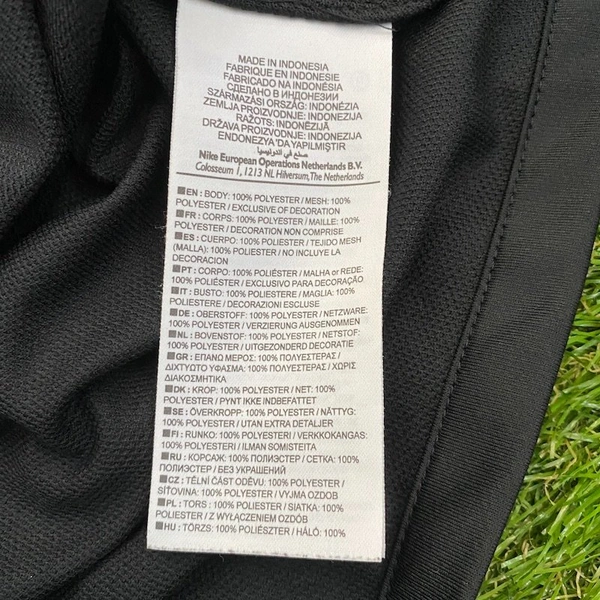 MADE IN INDONESIA
FABRIQUE EN INDONESIE
FABRICADO NA INDONÉSIA
СДЕЛАНО В ИНДОНЕЗИИ
SZÁRMAZÁSI ORSZÁG: INDONÉZIA
ZEMLJA PROIZVODNJE: INDONEZIJA
RAŽOTS: INDONĒZIJĀ
DRŽAVA PROIZVODNJE: INDONEZIJA
ENDONEZYA'DA YAPILMIŞTIR
صنع في اندونيسيا
Nike European Operations Netherlands B.V.
Colosseum 1, 1213 NL Hilversum, The Netherlands
EN : BODY: 100% POLYESTER / MESH: 100%
POLYESTER / EXCLUSIVE OF DECORATION
FR : CORPS: 100% POLYESTER / MAILLE: 100%
POLYESTER / DECORATION NON COMPRISE
ES : CUERPO: 100% POLIESTER / TEJIDO MESH
(MALLA): 100% POLIESTER / NO INCLUYE LA
DECORACION
PT : CORPO: 100% POLIÉSTER / MALHA or REDE:
100% POLIÉSTER / EXCLUSIVO PARA DECORAÇÃO
IT : BUSTO: 100% POLIESTERE / MAGLIA: 100%
POLIESTERE / DECORAZIONI ESCLUSE
DE : OBERSTOFF: 100% POLYESTER / NETZWARE:
100% POLYESTER / VERZIERUNG AUSGENOMMEN
NL : BOVENSTOF: 100% POLYESTER / NETSTOF:
100% POLYESTER / UITGEZONDERD DECORATIE
GR : ΕΠΑΝΩ ΜΕΡΟΣ: 100% ΠΟΛΥΕΣΤΕΡΑΣ /
ΔΙΧΤΥΩΤΟ ΥΦΑΣΜΑ: 100% ΠΟΛΥΕΣΤΕΡΑΣ / ΧΩΡΙΣ
ΔΙΑΚΟΣΜΗΤΙΚΑ
DK : KROP: 100% POLYESTER / NET: 100%
POLYESTER / PYNT IKKE INDBEFATTET
SE : ÖVERKROPP: 100% POLYESTER / NÄTTYG:
100% POLYESTER / UTAN EXTRA DETALJER
FI : RUNKO: 100% POLYESTERI / VERKKOKANGAS:
100% POLYESTERI / ILMAN SOMISTEITA
RU : КОРСАЖ: 100% ПОЛИЭСТЕР / СЕТКА: 100%
ПОЛИЭСТЕР / БЕЗ УКРАШЕНИЙ
CZ : TĚLNÍ ČÁST ODĚVU: 100% POLYESTER /
SÍŤOVINA: 100% POLYESTER / VYJMA OZDOB
PL : TORS : 100% POLIESTER / SIATKA: 100%
POLIESTER / Z WYŁĄCZENIEM OZDÓB
HU : TÖRZS: 100% POLIÉSZTER / HÁLÓ: 100%